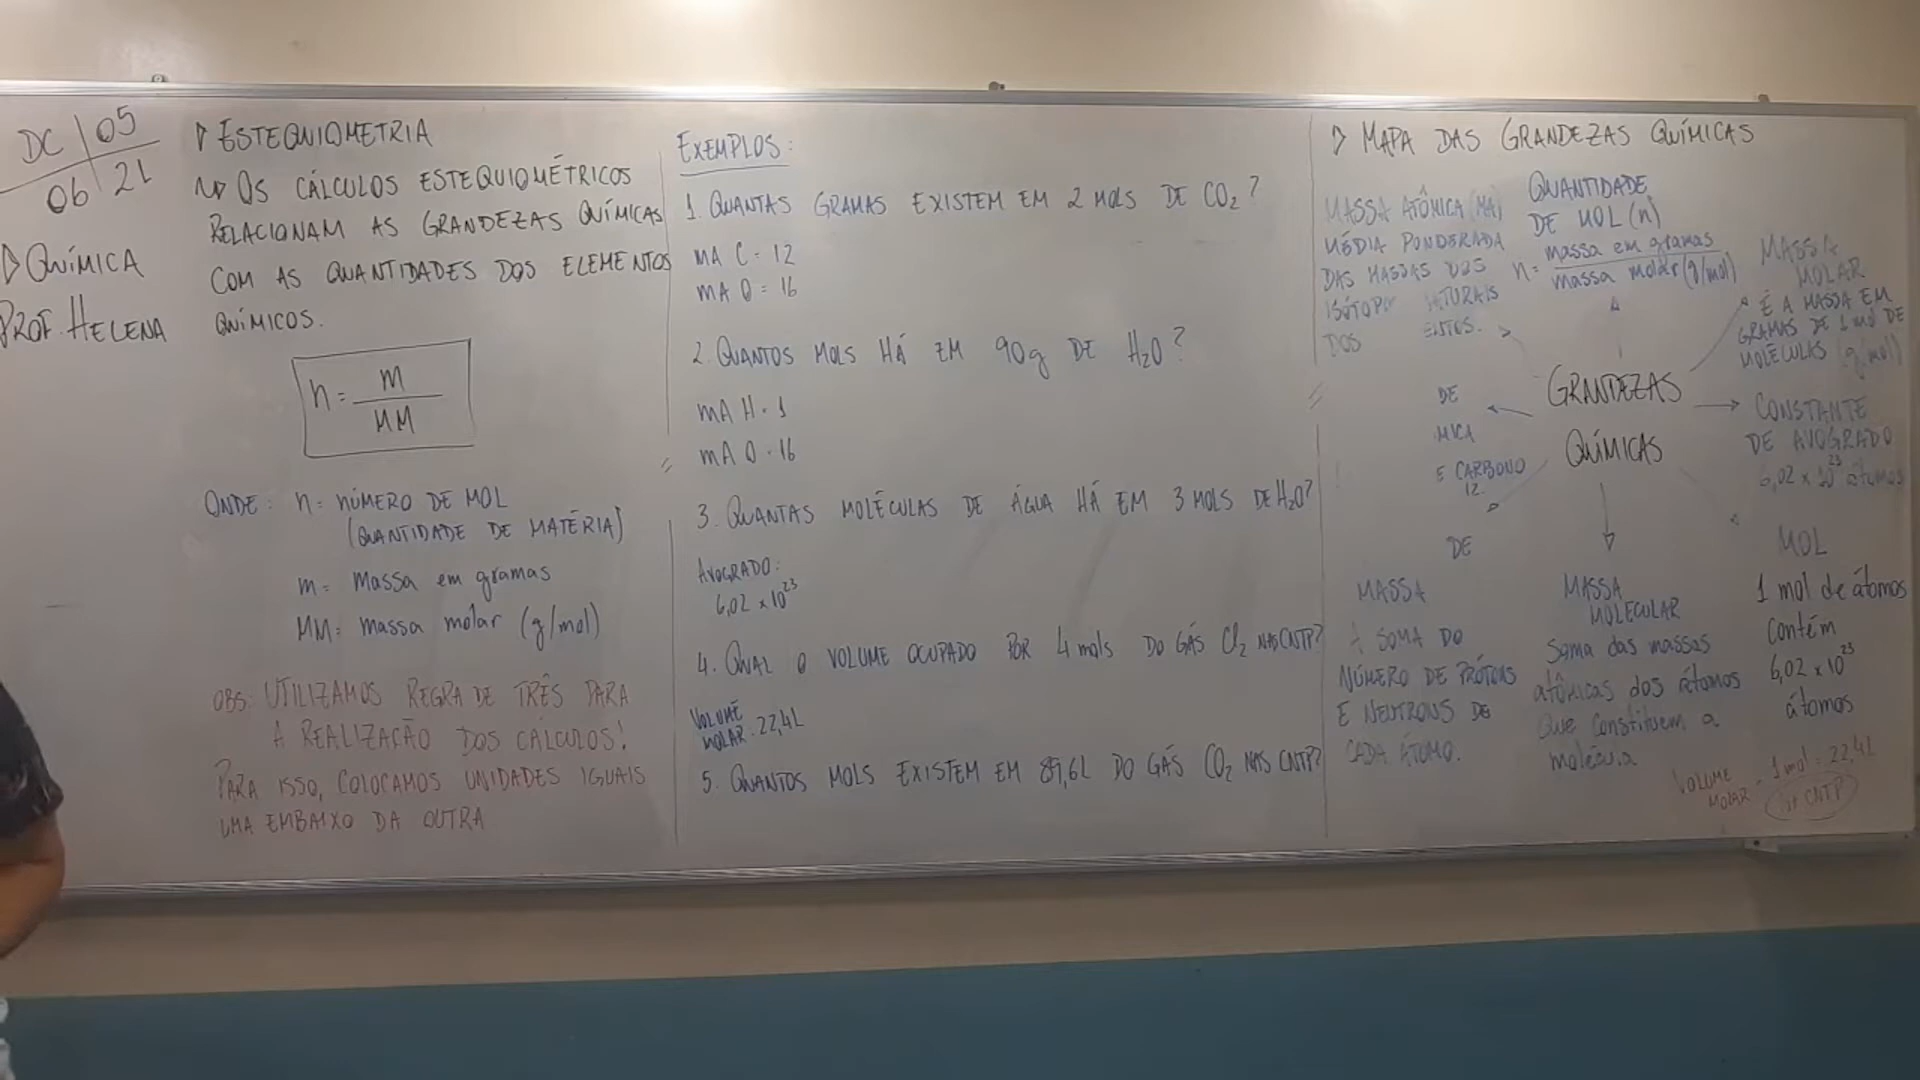 DC 05
06 21
QUÍMICA
PROF. HELENA
ESTEQUIOMETRIA
OS CÁLCULOS ESTEQUIOMÉTRICOS
RELACIONAM AS GRANDEZAS QUÍMICAS
COM AS QUANTIDADES DOS ELEMENTOS
QUÍMICOS.
n = m
MM
ONDE: n = NÚMERO DE MOL
(QUANTIDADE DE MATÉRIA)
m = Massa em gramas
MM = massa molar (g/mol)
OBS: UTILIZAMOS REGRA DE TRÊS PARA
A REALIZAÇÃO DOS CÁLCULOS!
PARA ISSO, COLOCAMOS UNIDADES IGUAIS
UMA EMBAIXO DA OUTRA
EXEMPLOS:
1. QUANTAS GRAMAS EXISTEM EM 2 MOLS DE CO₂?
MA C = 12
MA O = 16
2. QUANTOS MOLS HÁ EM 90g DE H₂O?
MA H = 1
MA O = 16
3. QUANTAS MOLÉCULAS DE ÁGUA HÁ EM 3 MOLS DE H₂O?
AVOGRADO:
6,02 x 10²³
4. QUAL O VOLUME OCUPADO POR 4 mols DO GÁS Cl₂ NAS CNTP?
VOLUME
MOLAR = 22,4L
5. QUANTOS MOLS EXISTEM EM 89,6L DO GÁS CO₂ NAS CNTP?
MAPA DAS GRANDEZAS QUÍMICAS
MASSA ATÔMICA (MA)
MÉDIA PONDERADA
DAS MASSAS DOS
DOS
QUANTIDADE
DE MOL (n)
n = massa em gramas
massa molar (g/mol)
MASSA
MOLAR
É A MASSA EM
GRAMAS DE 1 mol DE
MOLÉCULAS (g/mol)
GRANDEZAS
QUÍMICAS
CONSTANTE
DE AVOGRADO
6,02 x 10²³ átomos
DE
E CARBONO
12.
DE
MASSA
A SOMA DO
NÚMERO DE PRÓTONS
E NEUTRONS DE
CADA ÁTOMO.
MASSA
MOLECULAR
Soma das massas
atômicas dos átomos
que constituem a
molécula
MOL
1 mol de átomos
contém
6,02 x 10²³
átomos
VOLUME
MOLAR = 1 mol = 22,4L
CNTP